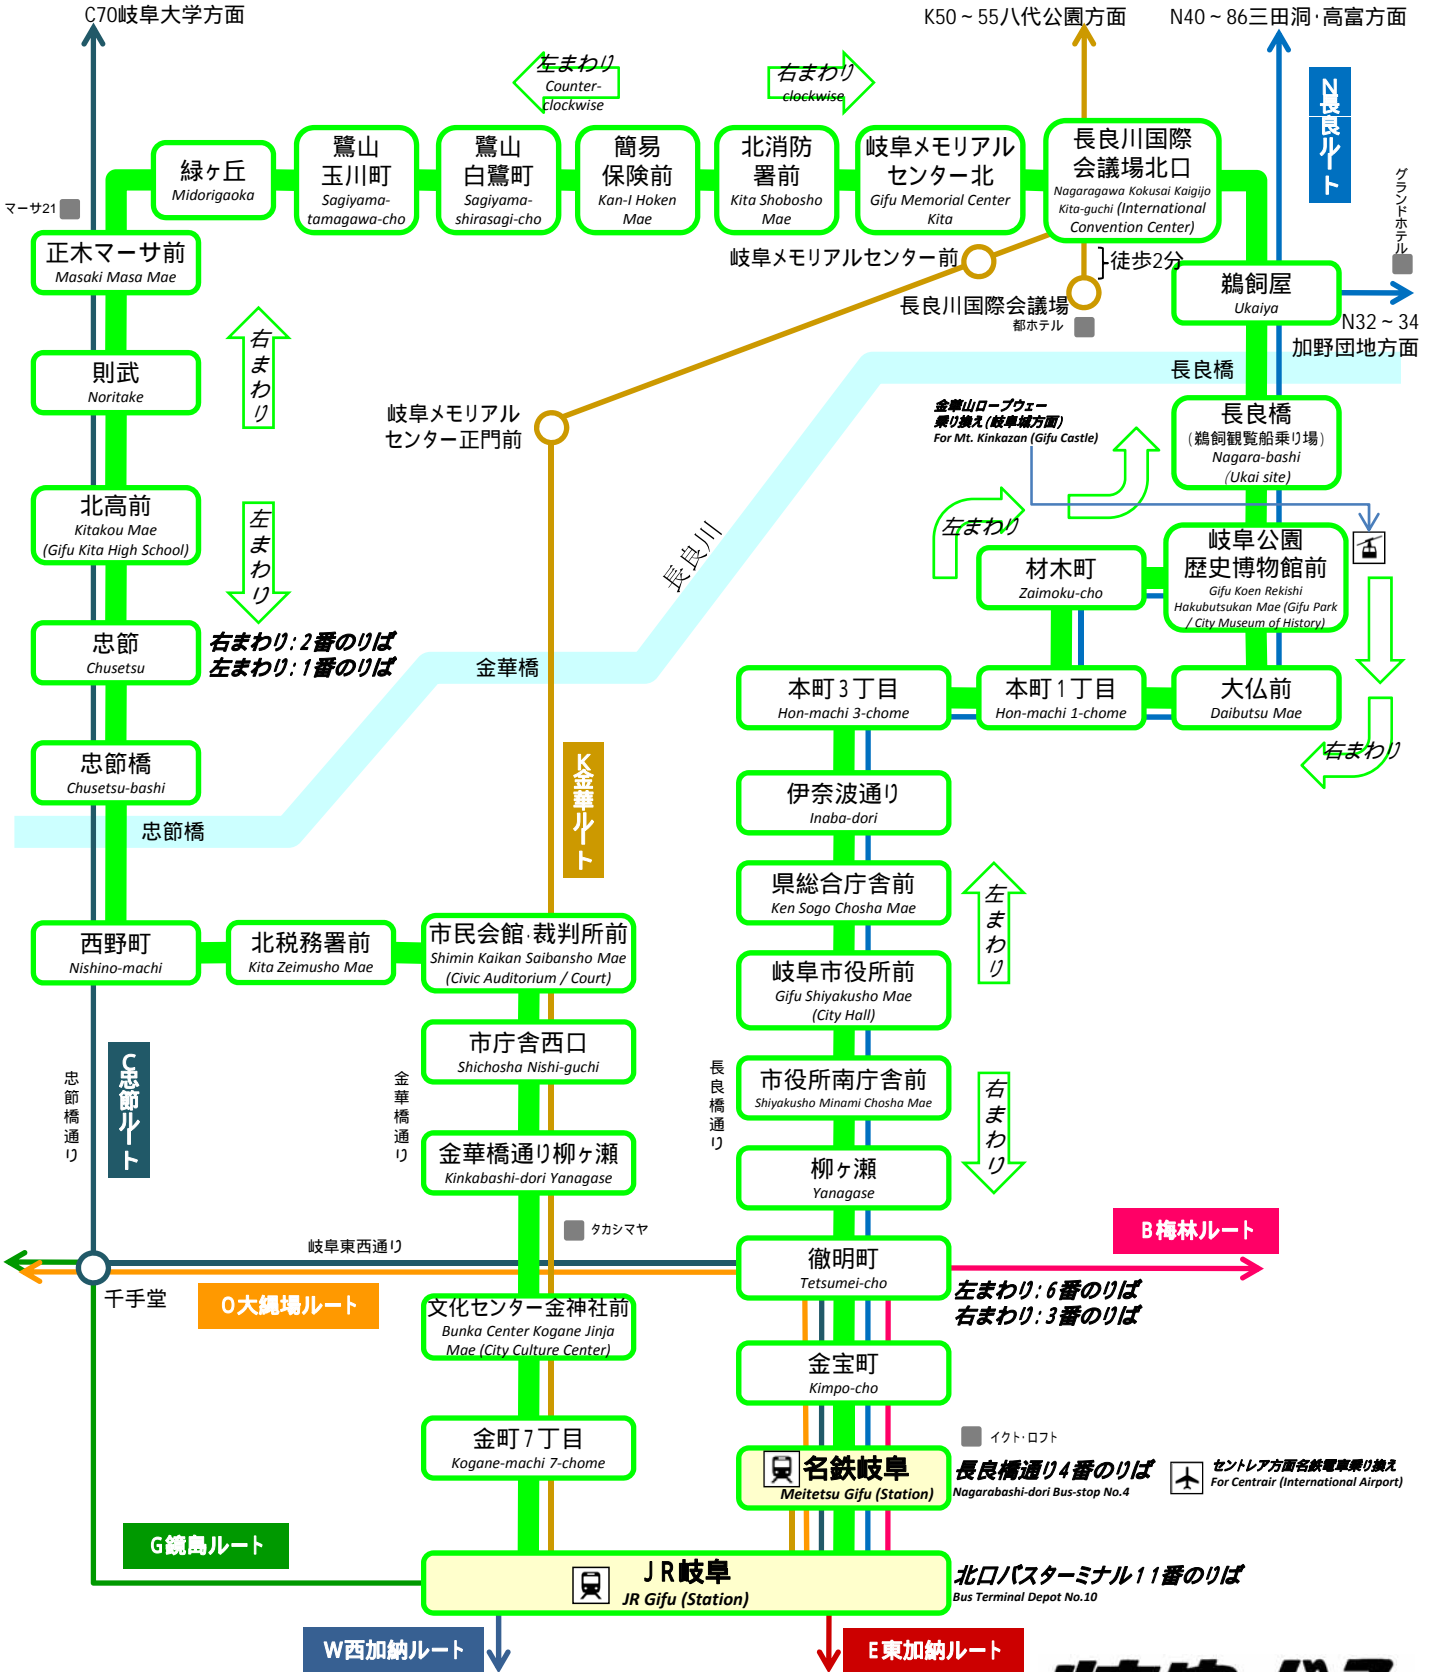 C70岐阜大学方面
K50～55八代公園方面
N40～86三田洞・高富方面
左まわり
Counter-
clockwise
右まわり
clockwise
N長良ルート
緑ヶ丘
Midorigaoka
鷺山
玉川町
Sagiyama-
tamagawa-cho
鷺山
白鷺町
Sagiyama-
shirasagi-cho
簡易
保険前
Kan-I Hoken
Mae
北消防
署前
Kita Shobosho
Mae
岐阜メモリアル
センター北
Gifu Memorial Center
Kita
長良川国際
会議場北口
Nagaragawa Kokusai Kaigijo
Kita-guchi (International
Convention Center)
マーサ21
グランドホテル
正木マーサ前
Masaki Masa Mae
岐阜メモリアルセンター前
徒歩2分
長良川国際会議場
都ホテル
鵜飼屋
Ukaiya
N32～34
加野団地方面
右まわり
則武
Noritake
長良橋
岐阜メモリアル
センター正門前
金華山ロープウェー
乗り換え(岐阜城方面)
For Mt. Kinkazan (Gifu Castle)
長良橋
(鵜飼観覧船乗り場)
Nagara-bashi
(Ukai site)
北高前
Kitakou Mae
(Gifu Kita High School)
左まわり
長良川
左まわり
材木町
Zaimoku-cho
岐阜公園
歴史博物館前
Gifu Koen Rekishi
Hakubutsukan Mae (Gifu Park
/ City Museum of History)
忠節
Chusetsu
右まわり:2番のりば
左まわり:1番のりば
金華橋
本町3丁目
Hon-machi 3-chome
本町1丁目
Hon-machi 1-chome
大仏前
Daibutsu Mae
右まわり
忠節橋
Chusetsu-bashi
忠節橋
K金華ルート
伊奈波通り
Inaba-dori
県総合庁舎前
Ken Sogo Chosha Mae
左まわり
西野町
Nishino-machi
北税務署前
Kita Zeimusho Mae
市民会館・裁判所前
Shimin Kaikan Saibansho Mae
(Civic Auditorium / Court)
岐阜市役所前
Gifu Shiyakusho Mae
(City Hall)
市庁舎西口
Shichosha Nishi-guchi
忠節橋通り
C忠節ルート
金華橋通り
長良橋通り
市役所南庁舎前
Shiyakusho Minami Chosha Mae
右まわり
金華橋通り柳ヶ瀬
Kinkabashi-dori Yanagase
柳ヶ瀬
Yanagase
タカシマヤ
岐阜東西通り
B梅林ルート
徹明町
Tetsumei-cho
左まわり:6番のりば
右まわり:3番のりば
千手堂
O大縄場ルート
文化センター金神社前
Bunka Center Kogane Jinja
Mae (City Culture Center)
金宝町
Kimpo-cho
金町7丁目
Kogane-machi 7-chome
イクト・ロフト
名鉄岐阜
Meitetsu Gifu (Station)
長良橋通り4番のりば
Nagarabashi-dori Bus-stop No.4
セントレア方面名鉄電車乗り換え
For Centrair (International Airport)
G鏡島ルート
JR岐阜
JR Gifu (Station)
北口バスターミナル11番のりば
Bus Terminal Depot No.10
W西加納ルート
E東加納ルート